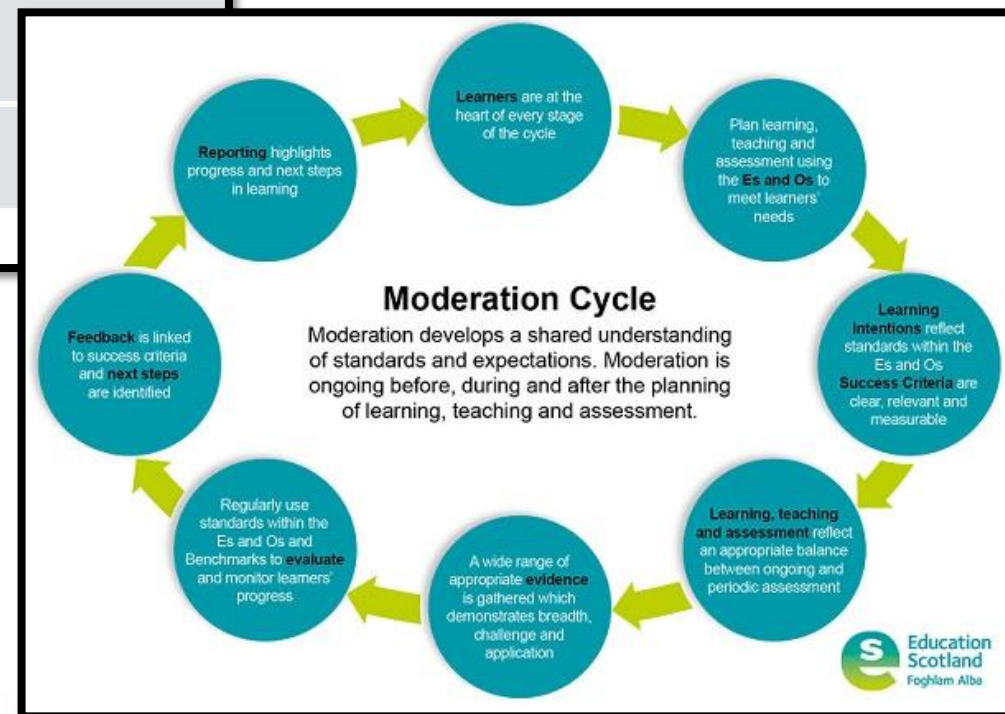 Learners are at the
heart of every stage
of the cycle
Plan learning,
teaching and
assessment using
the Es and Os to
meet learners'
needs
Learning
Intentions reflect
standards within the
Es and Os
Success Criteria are
clear, relevant and
measurable
Learning, teaching
and assessment reflect
an appropriate balance
between ongoing and
periodic assessment
A wide range of
appropriate evidence
is gathered which
demonstrates breadth,
challenge and
application
Regularly use
standards within the
Es and Os and
Benchmarks to evaluate
and monitor learners'
progress
Feedback is linked
to success criteria
and next steps
are identified
Reporting highlights
progress and next steps
in learning
Moderation Cycle
Moderation develops a shared understanding
of standards and expectations. Moderation is
ongoing before, during and after the planning
of learning, teaching and assessment.
Education
Scotland
Foghlam Alba